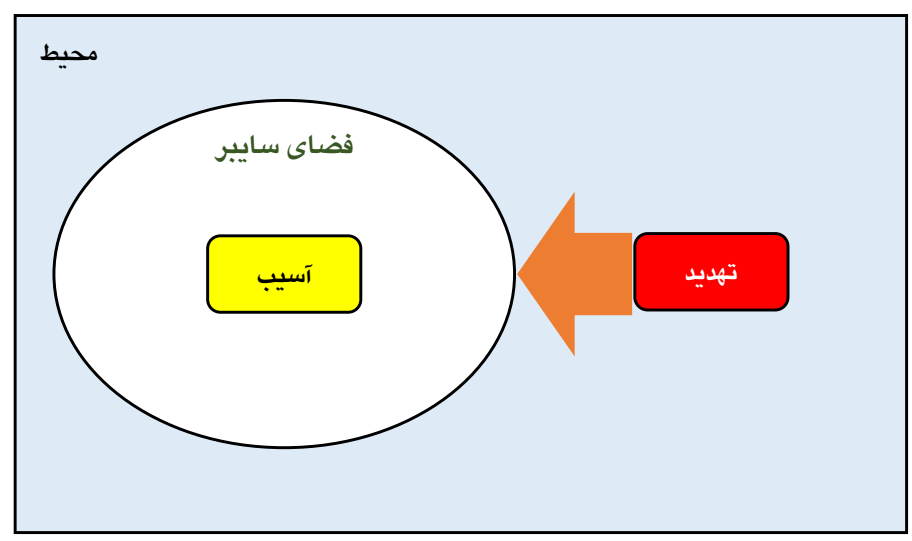 محیط
فضای سایبر
تهدید
آسیب